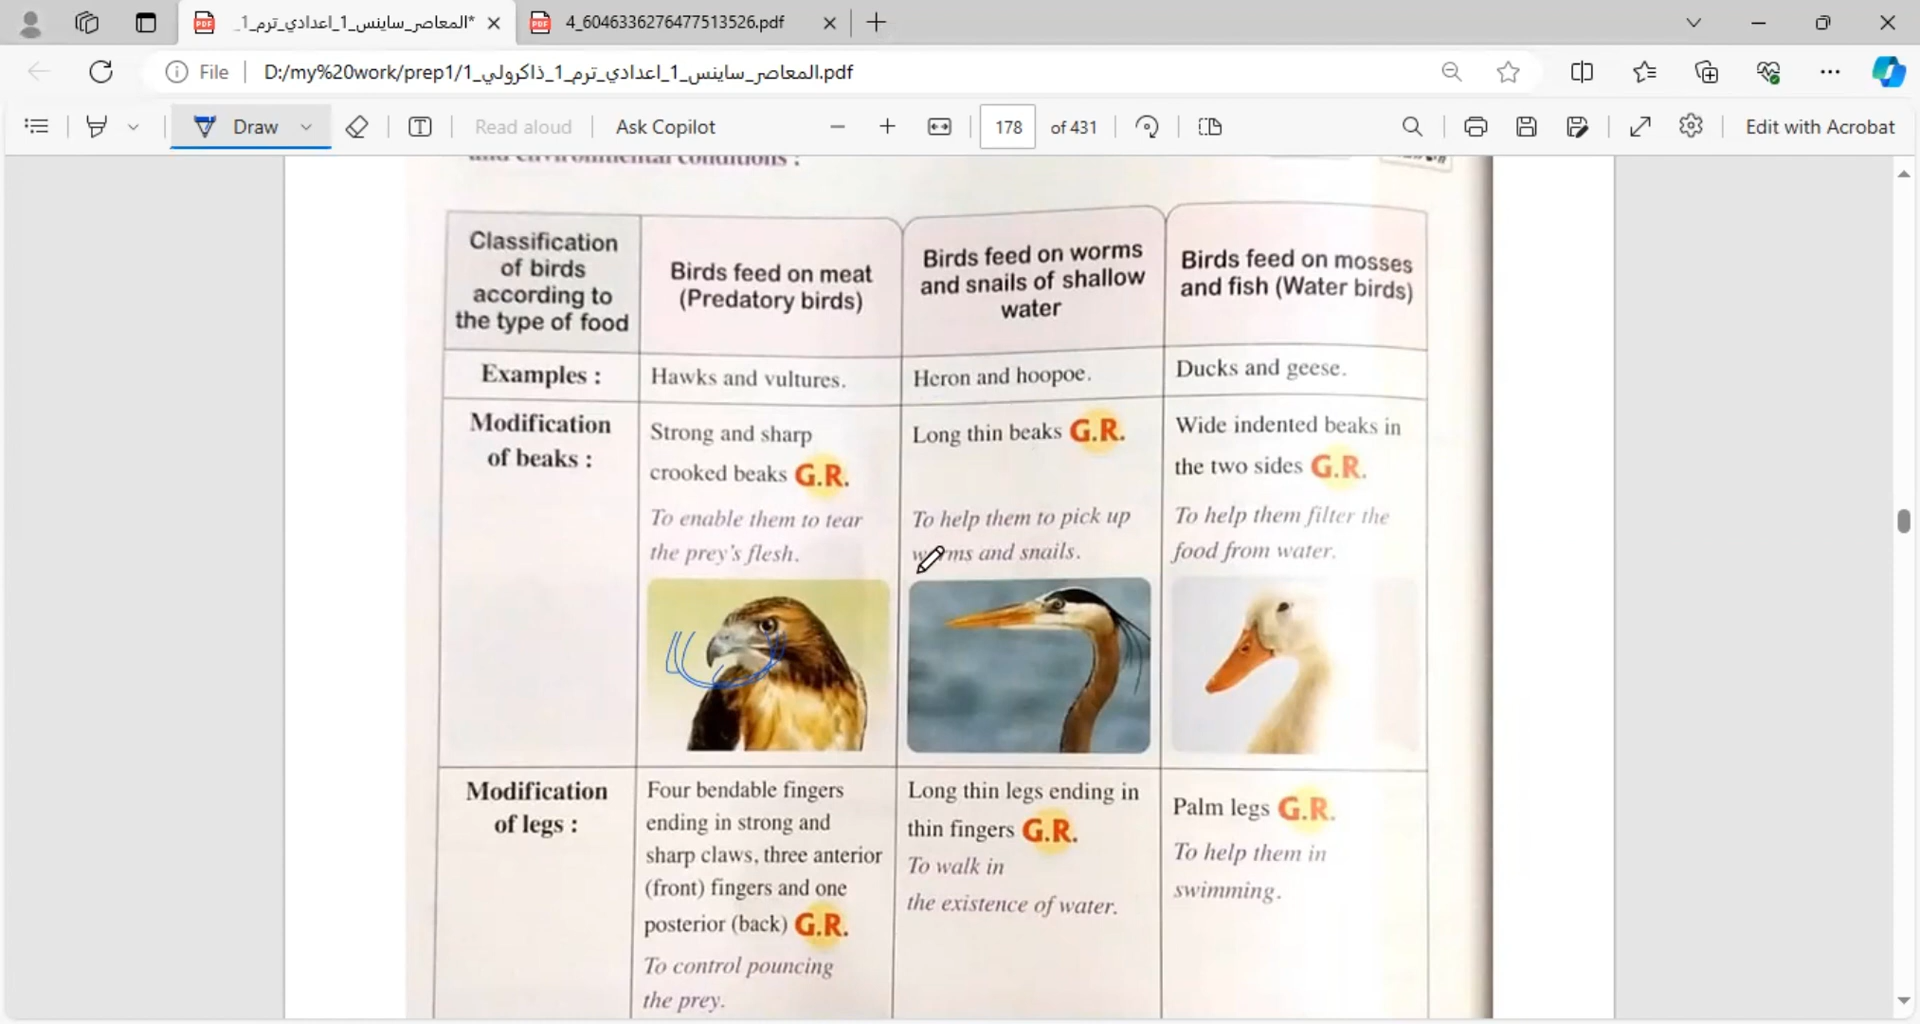 *المعاصر_ساينس_1_اعدادي_ترم_1_
4_6046336276477513526.pdf
File
D:/my%20work/prep1/1_المعاصر_ساينس_1_اعدادي_ترم_1_ذاكرولي.pdf
Draw
Read aloud
Ask Copilot
178
of 431
Edit with Acrobat
and environmental conditions :
Classification
of birds
according to
the type of food
Birds feed on meat
(Predatory birds)
Birds feed on worms
and snails of shallow
water
Birds feed on mosses
and fish (Water birds)
Examples :
Hawks and vultures.
Heron and hoopoe.
Ducks and geese.
Modification
of beaks :
Strong and sharp
crooked beaks G.R.
To enable them to tear
the prey's flesh.
Long thin beaks G.R.
To help them to pick up
worms and snails.
Wide indented beaks in
the two sides G.R.
To help them filter the
food from water.
Modification
of legs :
Four bendable fingers
ending in strong and
sharp claws, three anterior
(front) fingers and one
posterior (back) G.R.
To control pouncing
the prey.
Long thin legs ending in
thin fingers G.R.
To walk in
the existence of water.
Palm legs G.R.
To help them in
swimming.